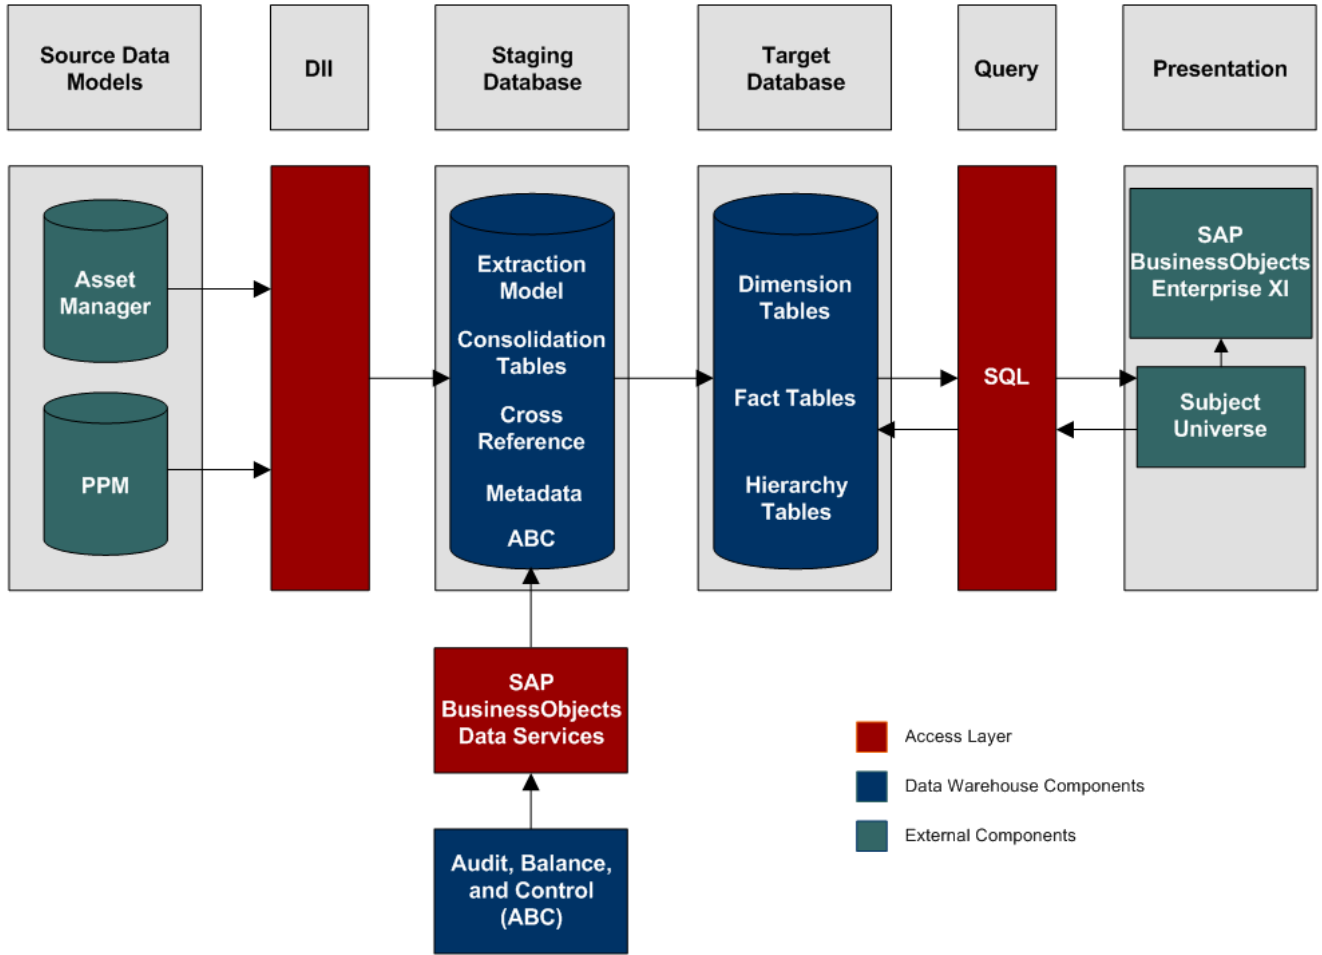 Source Data
Models
DII
Staging
Database
Target
Database
Query
Presentation
Asset
Manager
PPM
Extraction
Model
Consolidation
Tables
Cross
Reference
Metadata
ABC
Dimension
Tables
Fact Tables
Hierarchy
Tables
SQL
SAP
BusinessObjects
Enterprise XI
Subject
Universe
SAP
BusinessObjects
Data Services
Audit, Balance,
and Control
(ABC)
Access Layer
Data Warehouse Components
External Components